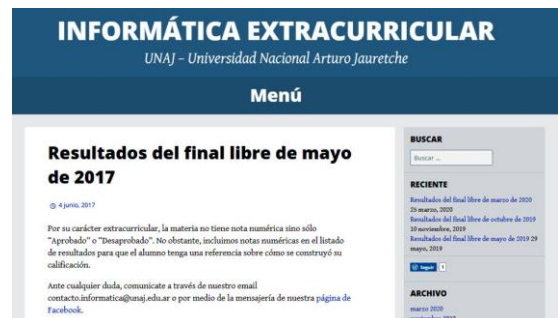 INFORMÁTICA EXTRACURRICULAR
UNAJ – Universidad Nacional Arturo Jauretche
Menú
Resultados del final libre de mayo
de 2017
4 junio, 2017
Por su carácter extracurricular, la materia no tiene nota numérica sino sólo
"Aprobado" o "Desaprobado". No obstante, incluimos notas numéricas en el listado
de resultados para que el alumno tenga una referencia sobre cómo se construyó su
calificación.
Ante cualquier duda, comunicate a través de nuestro email
contacto.informatica@unaj.edu.ar o por medio de la mensajería de nuestra página de
Facebook.
BUSCAR
Buscar ...
RECIENTE
Resultados del final libre de marzo de 2020
25 marzo, 2020
Resultados del final libre de octubre de 2019
10 noviembre, 2019
Resultados del final libre de mayo de 2019 29
mayo, 2019
Seguir
ARCHIVO
marzo 2020